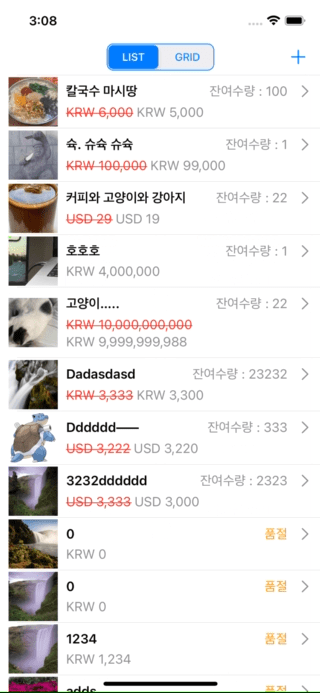 3:08
LIST GRID
칼국수 마시땅 잔여수량 : 100
KRW 6,000 KRW 5,000
슉. 슈슉 슈슉 잔여수량 : 1
KRW 100,000 KRW 99,000
커피와 고양이와 강아지 잔여수량 : 22
USD 29 USD 19
호호호 잔여수량 : 1
KRW 4,000,000
고양이..... 잔여수량 : 22
KRW 10,000,000,000
KRW 9,999,999,988
Dadasdasd 잔여수량 : 23232
KRW 3,333 KRW 3,300
Dddddd—— 잔여수량 : 333
USD 3,222 USD 3,220
3232dddddd 잔여수량 : 2323
USD 3,333 USD 3,000
0 품절
KRW 0
0 품절
KRW 0
1234 품절
KRW 1,234
adds 품절